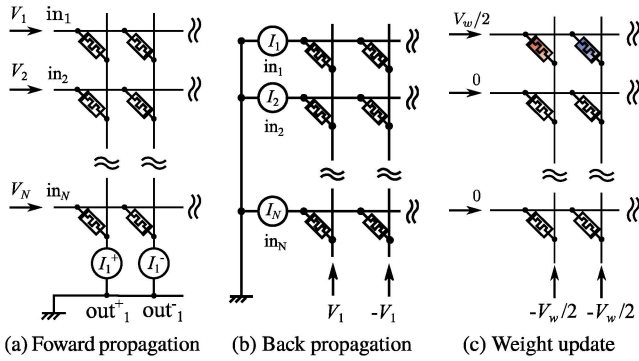 V1 in1
V2 in2
VN inN
I1+ I1-
out+1 out-1
(a) Foward propagation
I1
in1
I2
in2
IN
inN
V1 -V1
(b) Back propagation
Vw/2
0
0
-Vw/2 -Vw/2
(c) Weight update